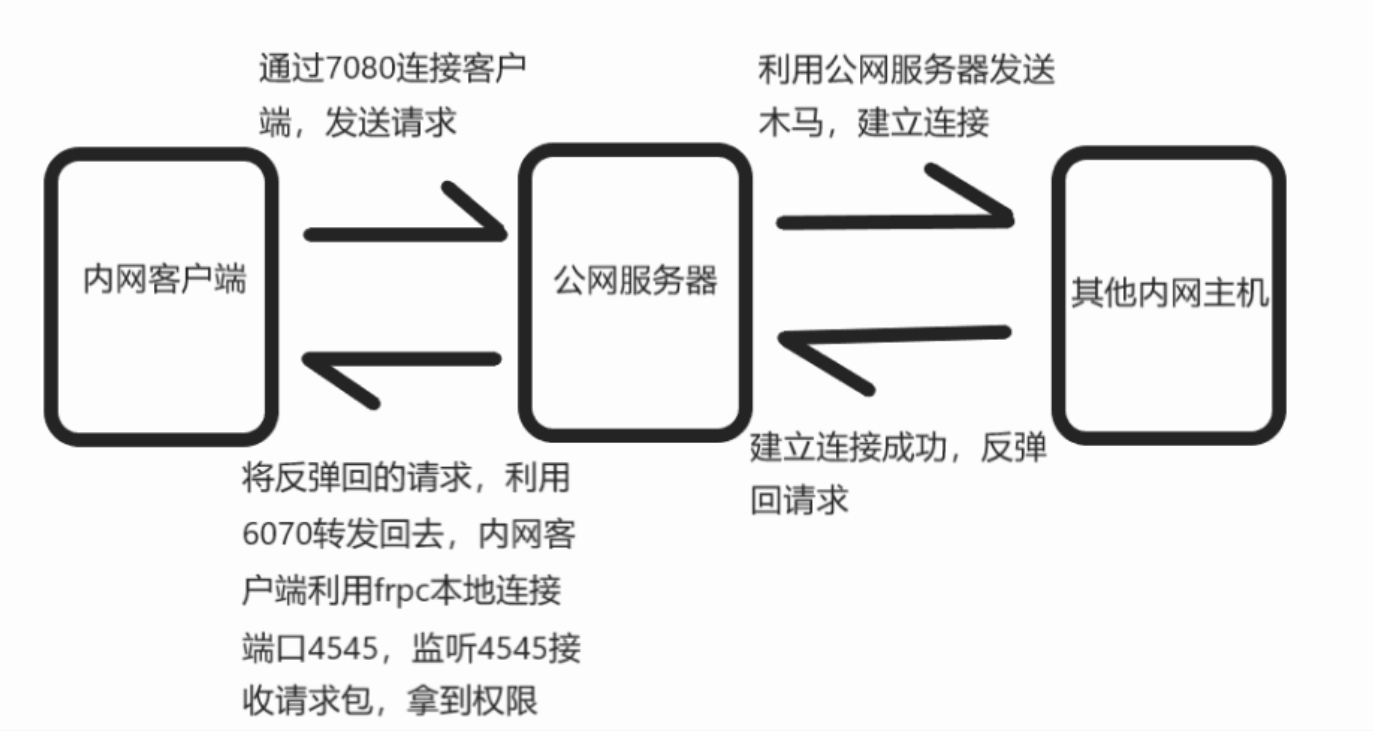 通过7080连接客户
端，发送请求
利用公网服务器发送
木马，建立连接
内网客户端
公网服务器
其他内网主机
将反弹回的请求，利用
6070转发回去，内网客
户端利用frpc本地连接
端口4545，监听4545接
收请求包，拿到权限
建立连接成功，反弹
回请求